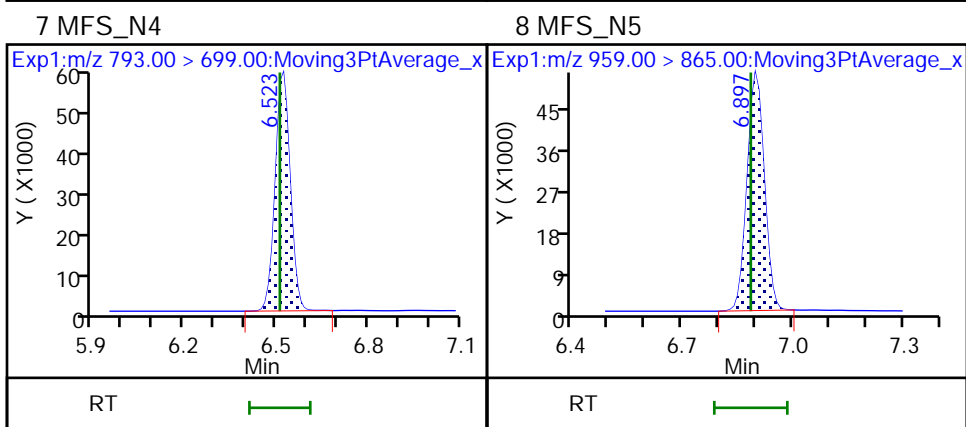 7 MFS_N4
Exp1:m/z 793.00 > 699.00:Moving3PtAverage_x
6.523
60
50
40
30
20
10
0
Y ( X1000)
5.9 6.2 6.5 6.8 7.1
Min
RT
8 MFS_N5
Exp1:m/z 959.00 > 865.00:Moving3PtAverage_x
6.897
45
36
27
18
9
0
Y ( X1000)
6.4 6.7 7.0 7.3
Min
RT